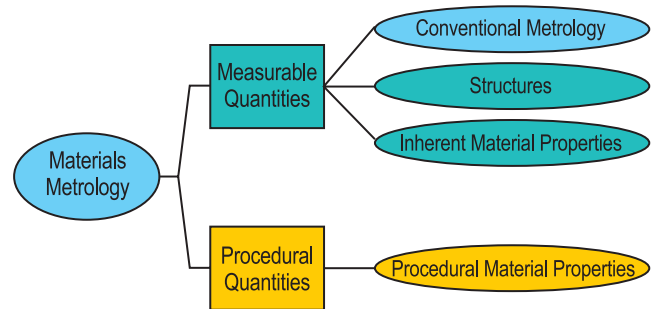 Conventional Metrology
Measurable
Quantities
Structures
Inherent Material Properties
Materials
Metrology
Procedural
Quantities
Procedural Material Properties